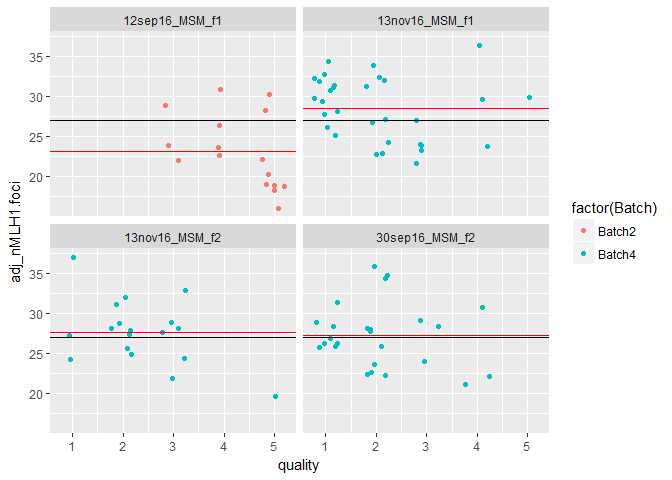 12sep16_MSM_f1
13nov16_MSM_f1
35
30
25
20
13nov16_MSM_f2
30sep16_MSM_f2
35
30
25
20
1 2 3 4 5
1 2 3 4 5
quality
adj_nMLH1.foci
factor(Batch)
Batch2
Batch4